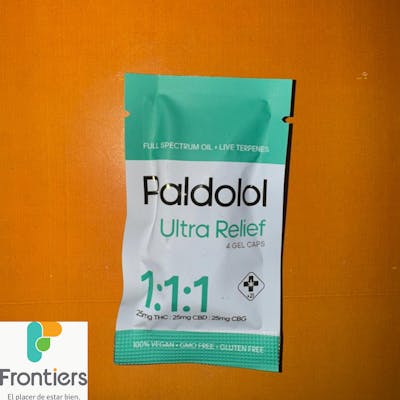 FULL SPECTRUM OIL + LIVE TERPENES
Paldolol
Ultra Relief
4 GEL CAPS
1:1:1
+21
25mg THC : 25mg CBD : 25mg CBG
100% VEGAN • GMO FREE • GLUTEN FREE
Frontiers
El placer de estar bien.